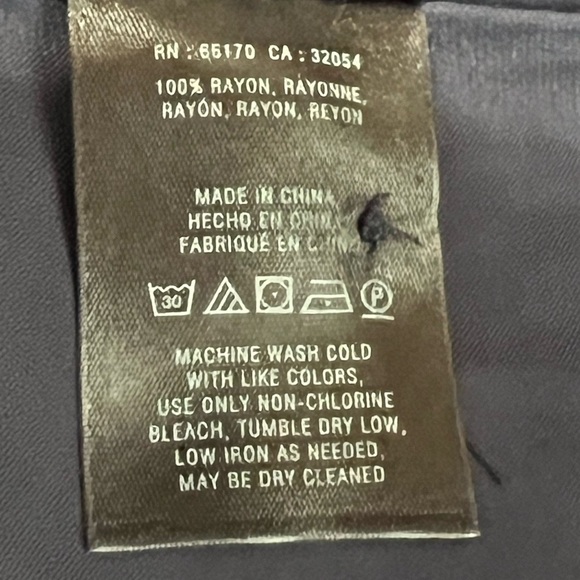 RN : 66170 CA : 32054
100% RAYON, RAYONNE,
RAYÓN, RAYON, REYON
MADE IN CHINA
HECHO EN CHINA
FABRIQUÉ EN CHINA
30 P
MACHINE WASH COLD
WITH LIKE COLORS,
USE ONLY NON-CHLORINE
BLEACH, TUMBLE DRY LOW,
LOW IRON AS NEEDED,
MAY BE DRY CLEANED